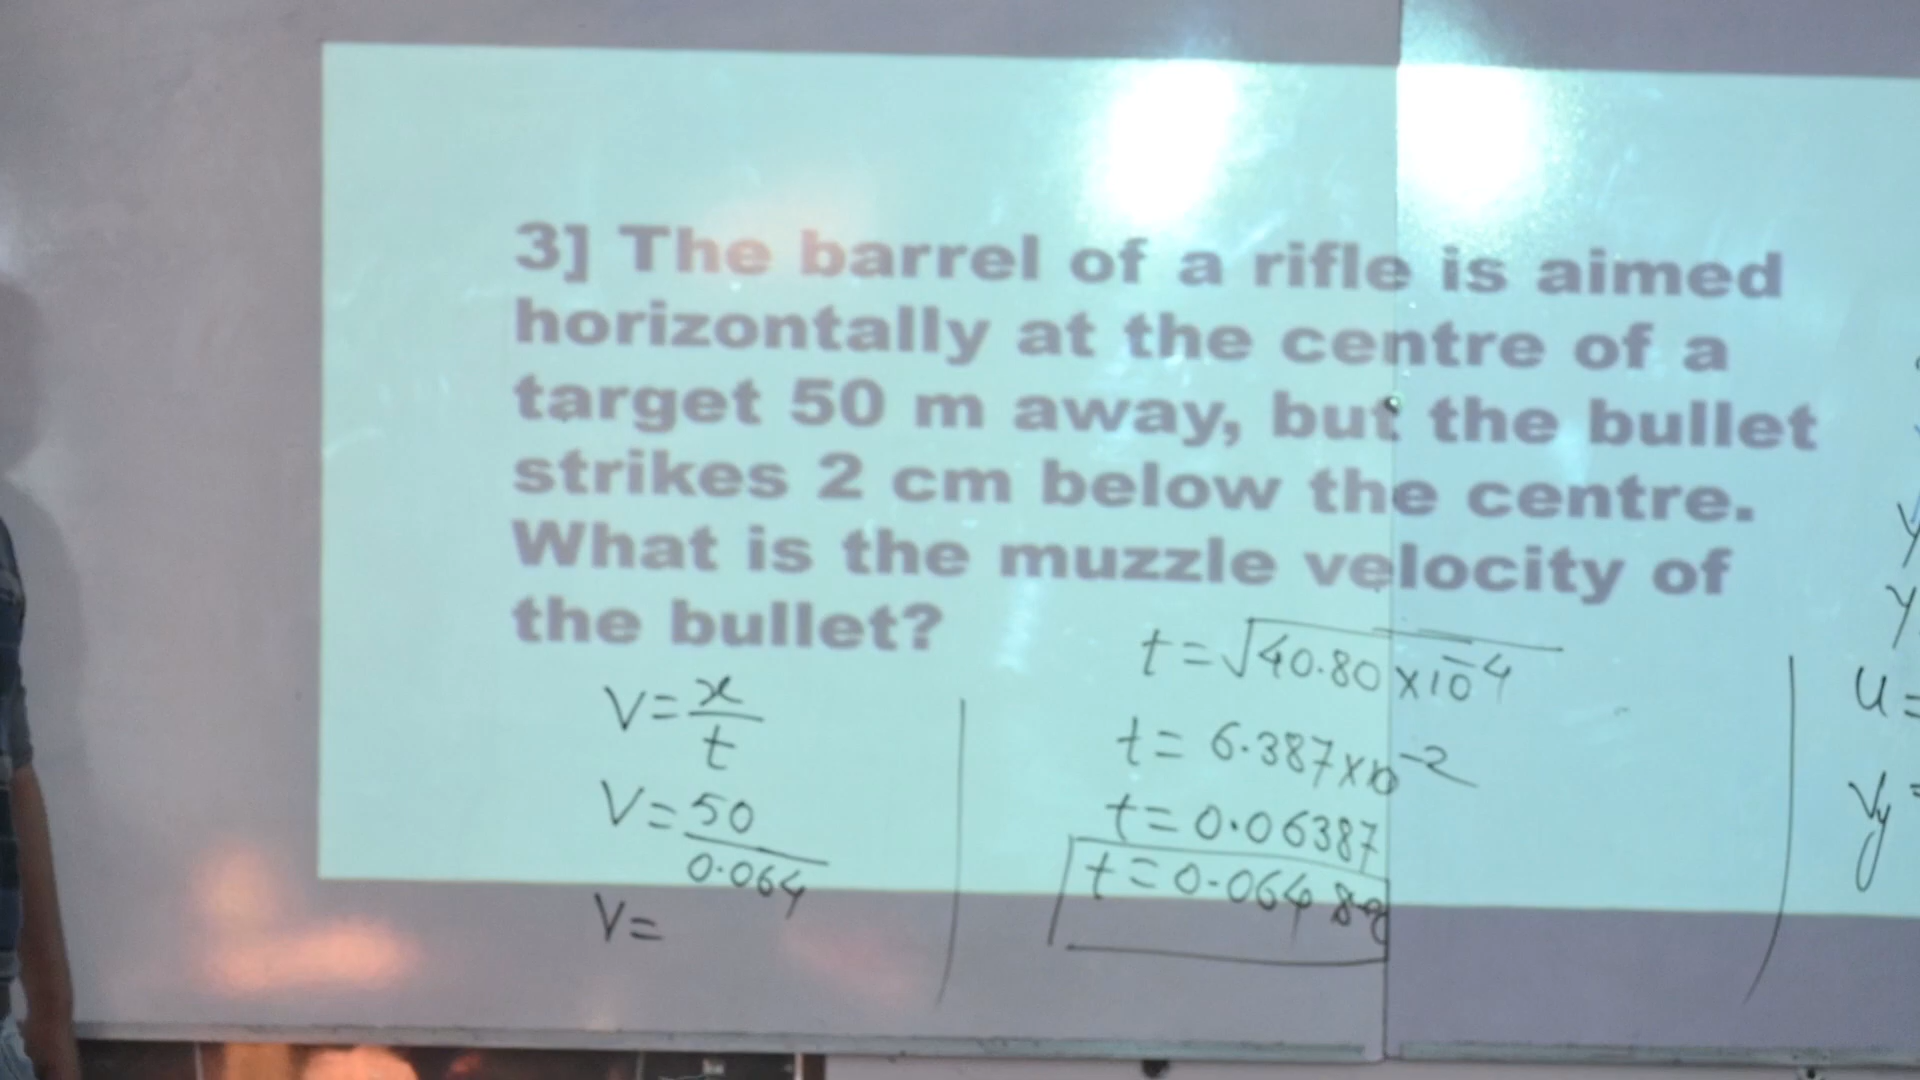 3] The barrel of a rifle is aimed
horizontally at the centre of a
target 50 m away, but the bullet
strikes 2 cm below the centre.
What is the muzzle velocity of
the bullet?
V = x/t
V = 50/0.064
V =
t = √40.80 × 10⁻⁴
t = 6.387 × 10⁻²
t = 0.06387
t = 0.064
y
y
u =
Vy =